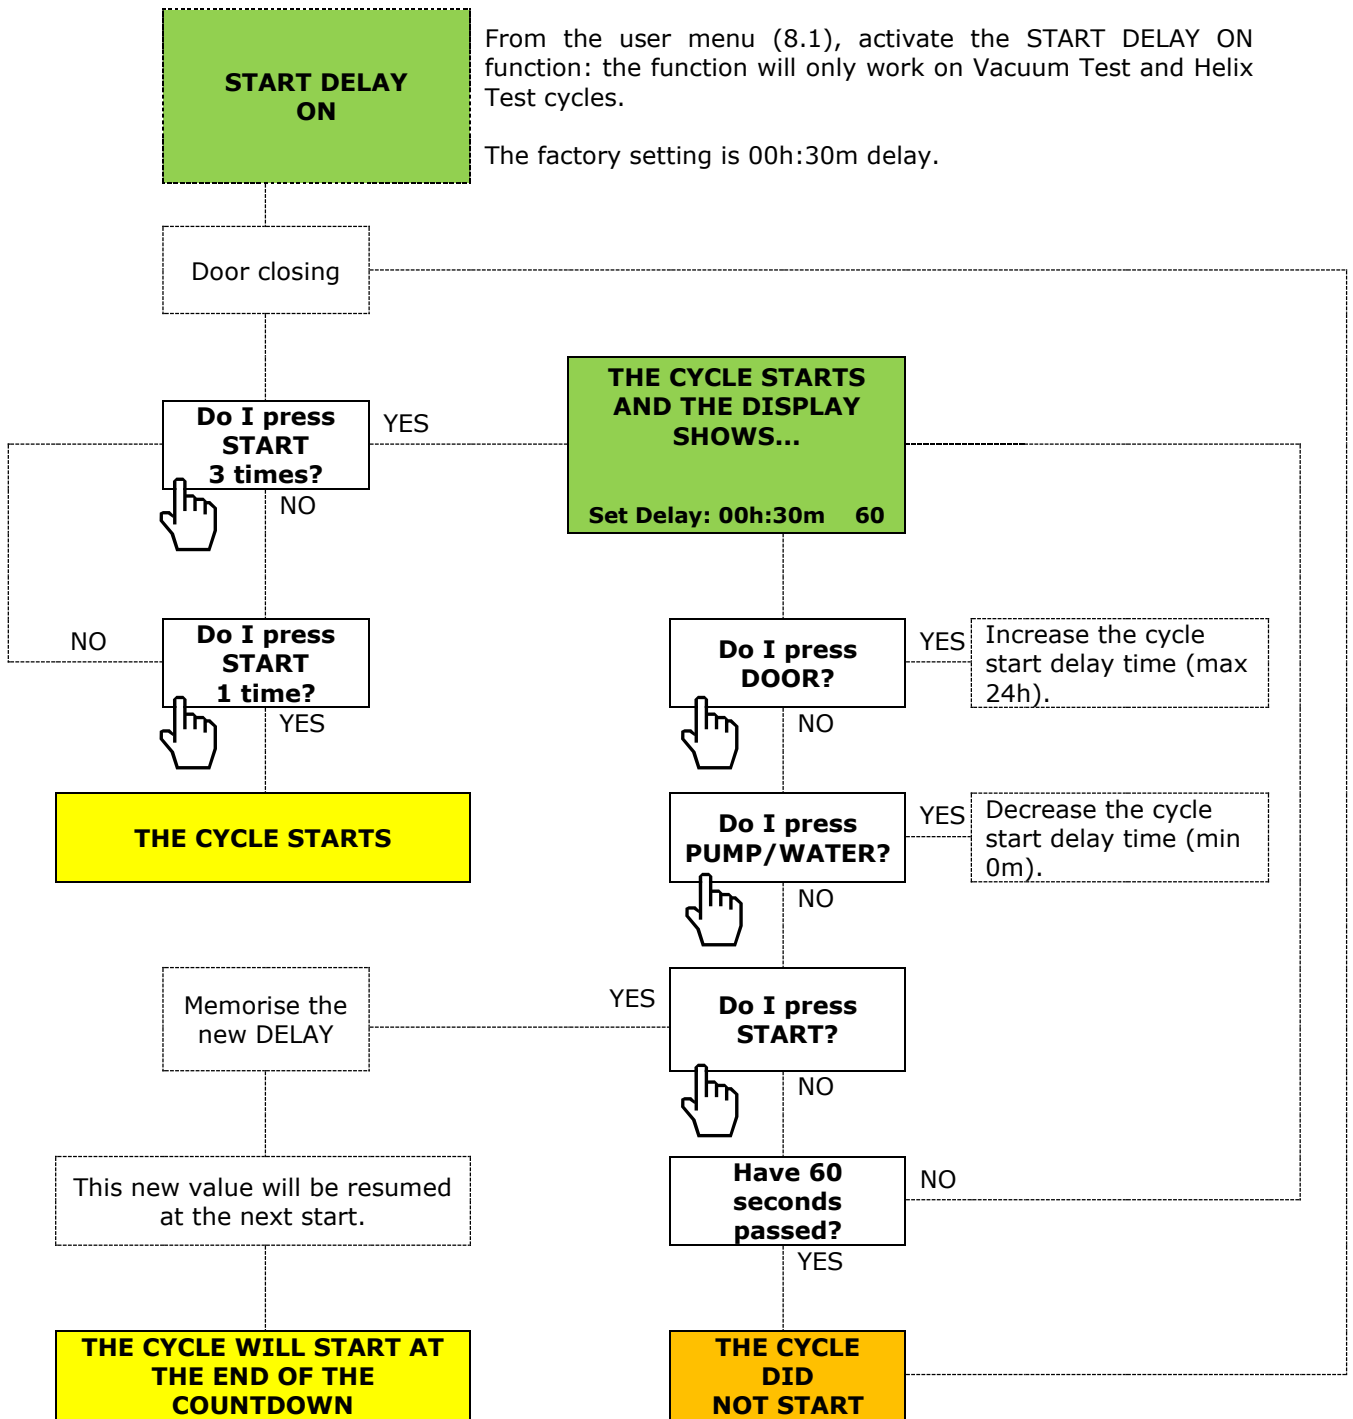 START DELAY
ON
From the user menu (8.1), activate the START DELAY ON
function: the function will only work on Vacuum Test and Helix
Test cycles.
The factory setting is 00h:30m delay.
Door closing
Do I press
START
3 times?
YES
NO
THE CYCLE STARTS
AND THE DISPLAY
SHOWS...
Set Delay: 00h:30m 60
NO
Do I press
START
1 time?
YES
Do I press
DOOR?
YES
NO
Increase the cycle
start delay time (max
24h).
THE CYCLE STARTS
Do I press
PUMP/WATER?
YES
NO
Decrease the cycle
start delay time (min
0m).
Memorise the
new DELAY
YES
Do I press
START?
NO
This new value will be resumed
at the next start.
Have 60
seconds
passed?
NO
YES
THE CYCLE WILL START AT
THE END OF THE
COUNTDOWN
THE CYCLE
DID
NOT START